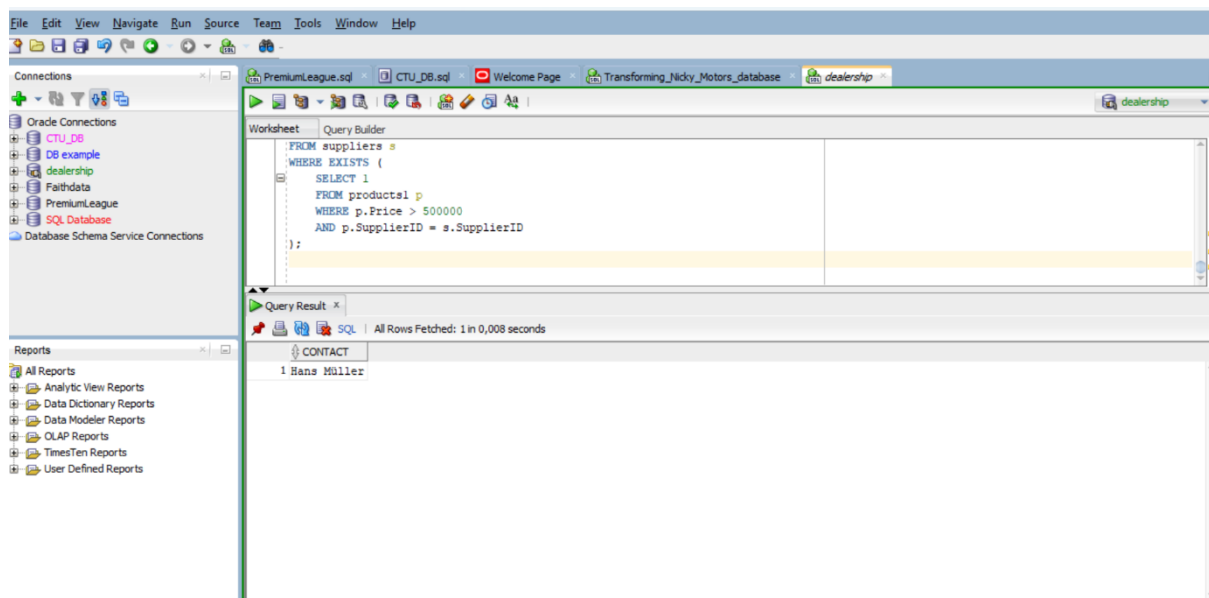 File Edit View Navigate Run Source Team Tools Window Help
Connections
PremiumLeague.sql
CTU_DB.sql
Welcome Page
Transforming_Nicky_Motors_database
dealership
dealership
Oracle Connections
CTU_DB
DB example
dealership
Faithdata
PremiumLeague
SQL Database
Database Schema Service Connections
Worksheet Query Builder
FROM suppliers s
WHERE EXISTS (
SELECT 1
FROM products1 p
WHERE p.Price > 500000
AND p.SupplierID = s.SupplierID
);
Query Result
SQL | All Rows Fetched: 1 in 0,008 seconds
CONTACT
1 Hans Müller
Reports
All Reports
Analytic View Reports
Data Dictionary Reports
Data Modeler Reports
OLAP Reports
TimesTen Reports
User Defined Reports